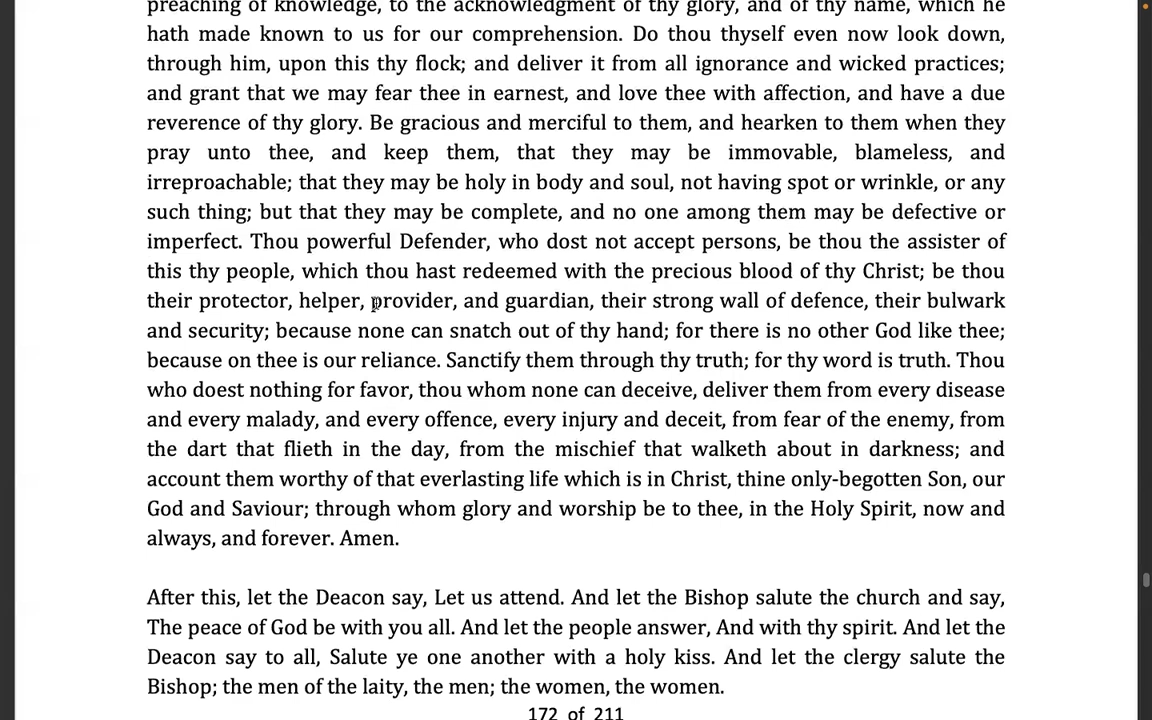 preaching of knowledge, to the acknowledgment of thy glory, and of thy name, which he
hath made known to us for our comprehension. Do thou thyself even now look down,
through him, upon this thy flock; and deliver it from all ignorance and wicked practices;
and grant that we may fear thee in earnest, and love thee with affection, and have a due
reverence of thy glory. Be gracious and merciful to them, and hearken to them when they
pray unto thee, and keep them, that they may be immovable, blameless, and
irreproachable; that they may be holy in body and soul, not having spot or wrinkle, or any
such thing; but that they may be complete, and no one among them may be defective or
imperfect. Thou powerful Defender, who dost not accept persons, be thou the assister of
this thy people, which thou hast redeemed with the precious blood of thy Christ; be thou
their protector, helper, provider, and guardian, their strong wall of defence, their bulwark
and security; because none can snatch out of thy hand; for there is no other God like thee;
because on thee is our reliance. Sanctify them through thy truth; for thy word is truth. Thou
who doest nothing for favor, thou whom none can deceive, deliver them from every disease
and every malady, and every offence, every injury and deceit, from fear of the enemy, from
the dart that flieth in the day, from the mischief that walketh about in darkness; and
account them worthy of that everlasting life which is in Christ, thine only-begotten Son, our
God and Saviour; through whom glory and worship be to thee, in the Holy Spirit, now and
always, and forever. Amen.
After this, let the Deacon say, Let us attend. And let the Bishop salute the church and say,
The peace of God be with you all. And let the people answer, And with thy spirit. And let the
Deacon say to all, Salute ye one another with a holy kiss. And let the clergy salute the
Bishop; the men of the laity, the men; the women, the women.
172 of 211